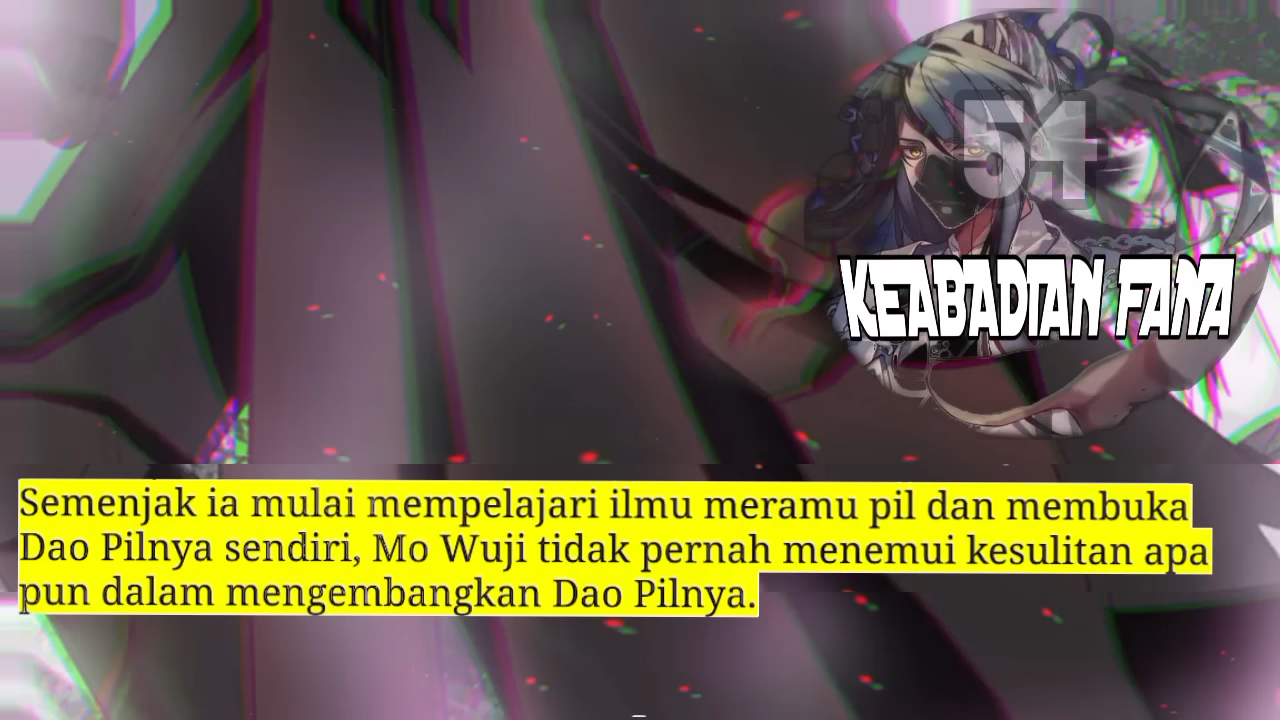 54
KEABADIAN FANA
Semenjak ia mulai mempelajari ilmu meramu pil dan membuka
Dao Pilnya sendiri, Mo Wuji tidak pernah menemui kesulitan apa
pun dalam mengembangkan Dao Pilnya.